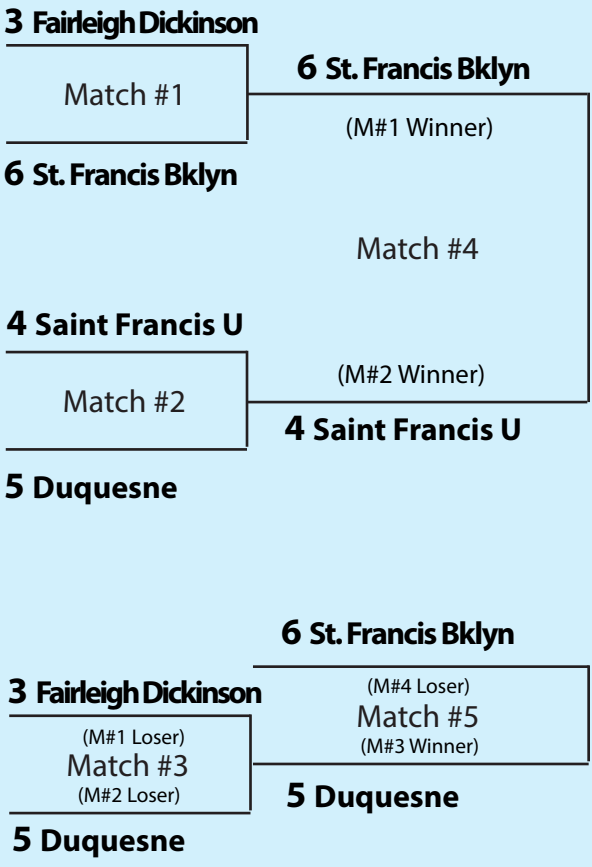 3 Fairleigh Dickinson
6 St. Francis Bklyn
Match #1
(M#1 Winner)
6 St. Francis Bklyn
Match #4
4 Saint Francis U
(M#2 Winner)
Match #2
4 Saint Francis U
5 Duquesne
6 St. Francis Bklyn
3 Fairleigh Dickinson
(M#4 Loser)
Match #5
(M#3 Winner)
(M#1 Loser)
Match #3
(M#2 Loser)
5 Duquesne
5 Duquesne